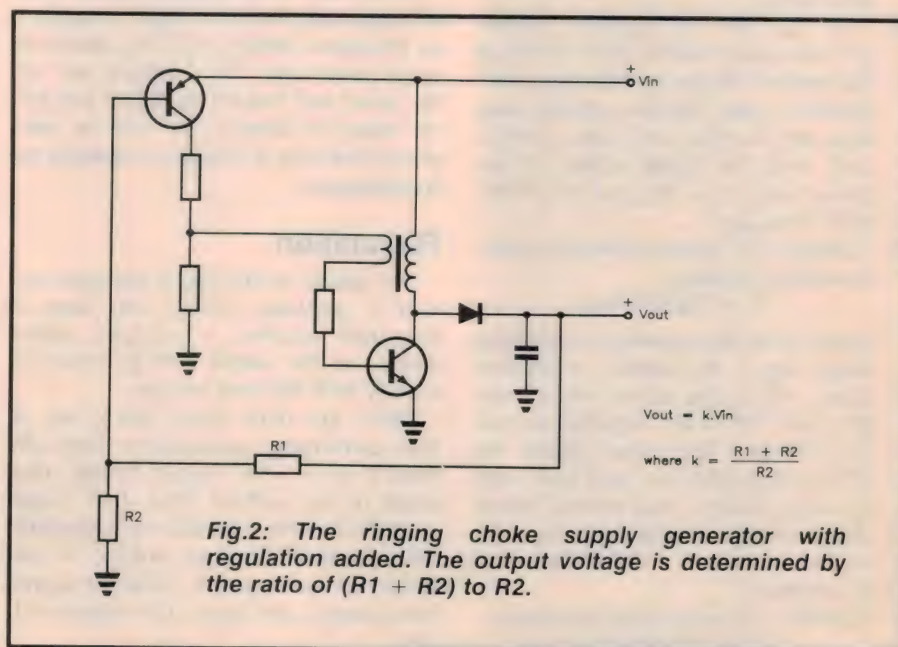 +
Vin
+
Vout
Vout = k.Vin
where k = R1 + R2
R2
R1
R2
Fig.2: The ringing choke supply generator with
regulation added. The output voltage is determined by
the ratio of (R1 + R2) to R2.